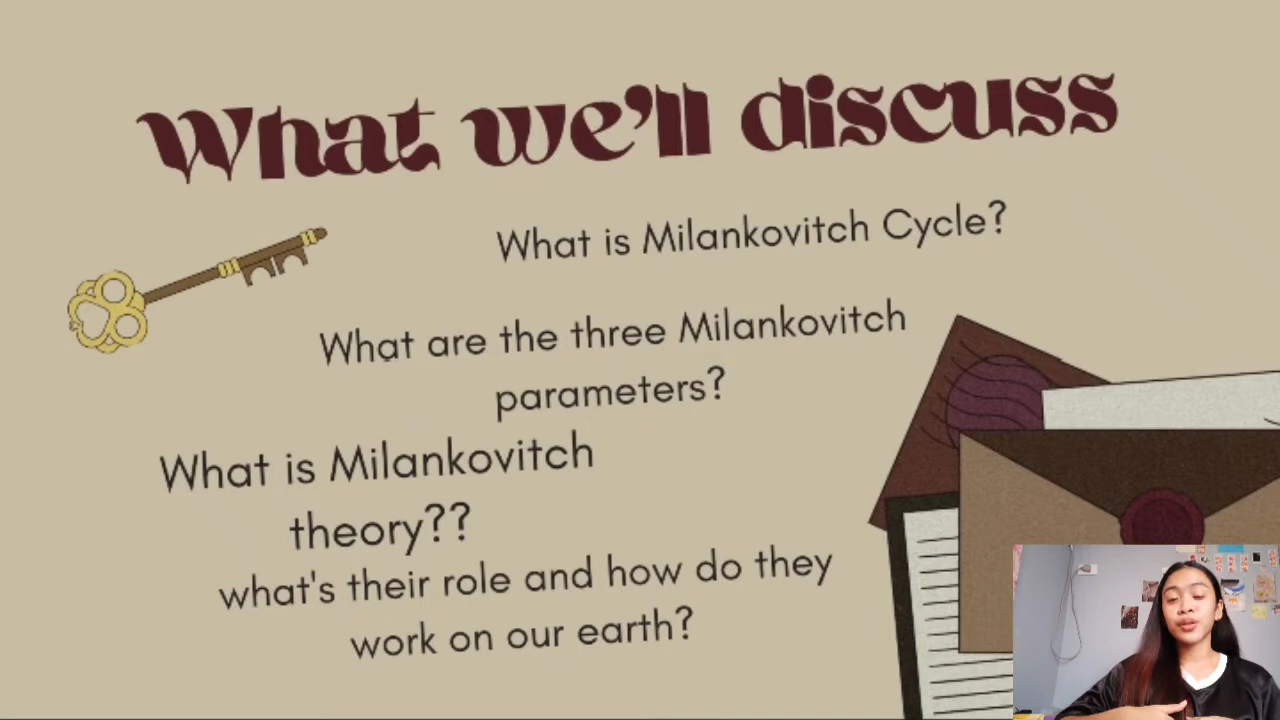 What we'll discuss
What is Milankovitch Cycle?
What are the three Milankovitch
parameters?
What is Milankovitch
theory??
what's their role and how do they
work on our earth?